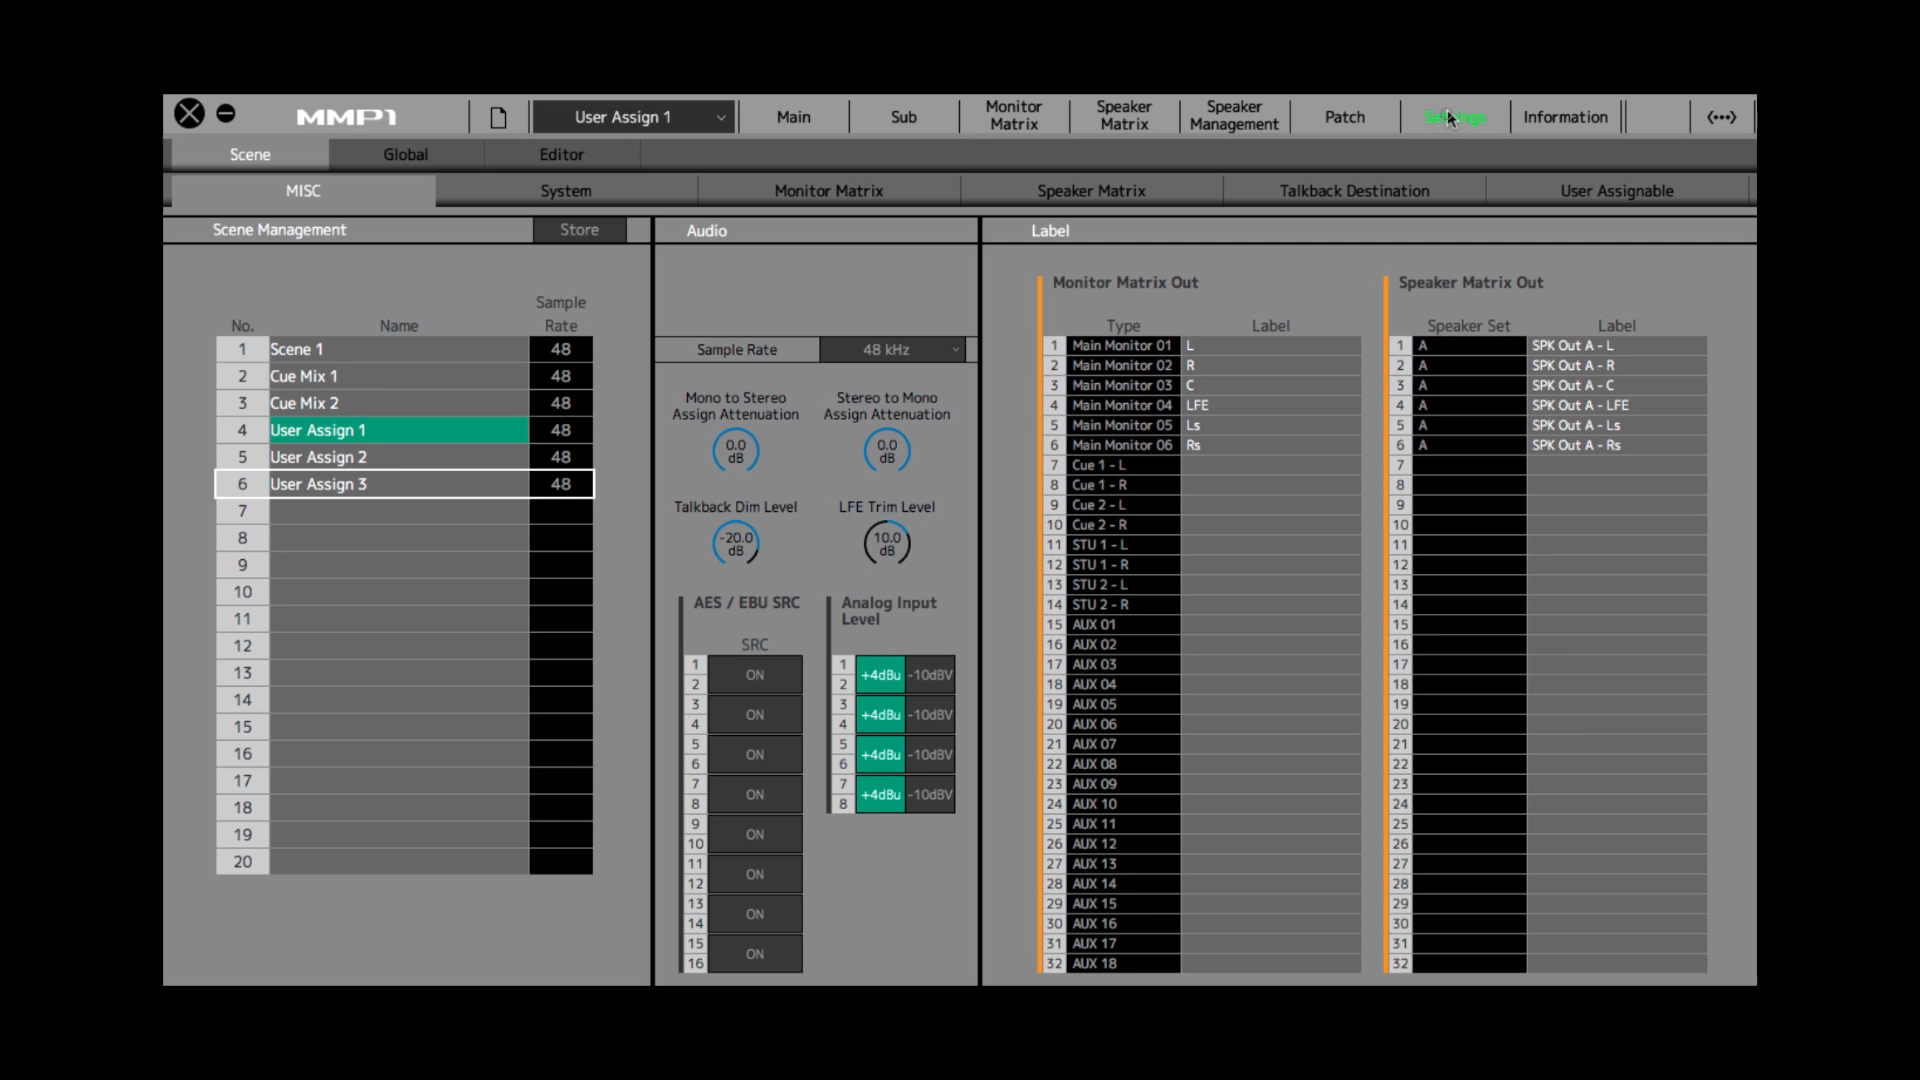 MMP1
User Assign 1
Main
Sub
Monitor Matrix
Speaker Matrix
Speaker Management
Patch
Information
Scene
Global
Editor
MISC
System
Monitor Matrix
Speaker Matrix
Talkback Destination
User Assignable
Scene Management
Store
No. Name Sample Rate
1 Scene 1 48
2 Cue Mix 1 48
3 Cue Mix 2 48
4 User Assign 1 48
5 User Assign 2 48
6 User Assign 3 48
7
8
9
10
11
12
13
14
15
16
17
18
19
20
Audio
Sample Rate 48 kHz
Mono to Stereo
Assign Attenuation
0.0
dB
Stereo to Mono
Assign Attenuation
0.0
dB
Talkback Dim Level
-20.0
dB
LFE Trim Level
10.0
dB
AES / EBU SRC
SRC
1
2 ON
3
4 ON
5
6 ON
7
8 ON
9
10 ON
11
12 ON
13
14 ON
15
16 ON
Analog Input
Level
1
2 +4dBu -10dBV
3
4 +4dBu -10dBV
5
6 +4dBu -10dBV
7
8 +4dBu -10dBV
Label
Monitor Matrix Out
Type Label
1 Main Monitor 01 L
2 Main Monitor 02 R
3 Main Monitor 03 C
4 Main Monitor 04 LFE
5 Main Monitor 05 Ls
6 Main Monitor 06 Rs
7 Cue 1 - L
8 Cue 1 - R
9 Cue 2 - L
10 Cue 2 - R
11 STU 1 - L
12 STU 1 - R
13 STU 2 - L
14 STU 2 - R
15 AUX 01
16 AUX 02
17 AUX 03
18 AUX 04
19 AUX 05
20 AUX 06
21 AUX 07
22 AUX 08
23 AUX 09
24 AUX 10
25 AUX 11
26 AUX 12
27 AUX 13
28 AUX 14
29 AUX 15
30 AUX 16
31 AUX 17
32 AUX 18
Speaker Matrix Out
Speaker Set Label
1 A SPK Out A - L
2 A SPK Out A - R
3 A SPK Out A - C
4 A SPK Out A - LFE
5 A SPK Out A - Ls
6 A SPK Out A - Rs
7
8
9
10
11
12
13
14
15
16
17
18
19
20
21
22
23
24
25
26
27
28
29
30
31
32